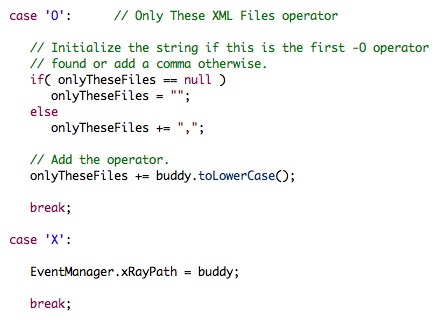 case 'O':      // Only These XML Files operator
// Initialize the string if this is the first -O operator
// found or add a comma otherwise.
if( onlyTheseFiles == null )
onlyTheseFiles = "";
else
onlyTheseFiles += ",";
// Add the operator.
onlyTheseFiles += buddy.toLowerCase();
break;
case 'X':
EventManager.xRayPath = buddy;
break;